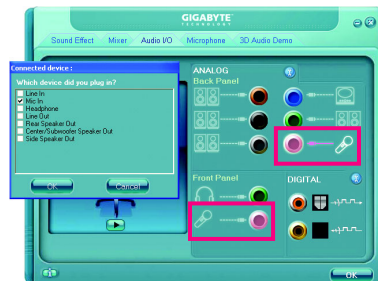 GIGABYTE
TECHNOLOGY
Sound Effect
Mixer
Audio I/O
Microphone
3D Audio Demo
Connected device :
Which device did you plug in?
Line In
Mic In
Headphone
Line Out
Rear Speaker Out
Center/Subwoofer Speaker Out
Side Speaker Out
OK
Cancel
ANALOG
Back Panel
Front Panel
DIGITAL
OK